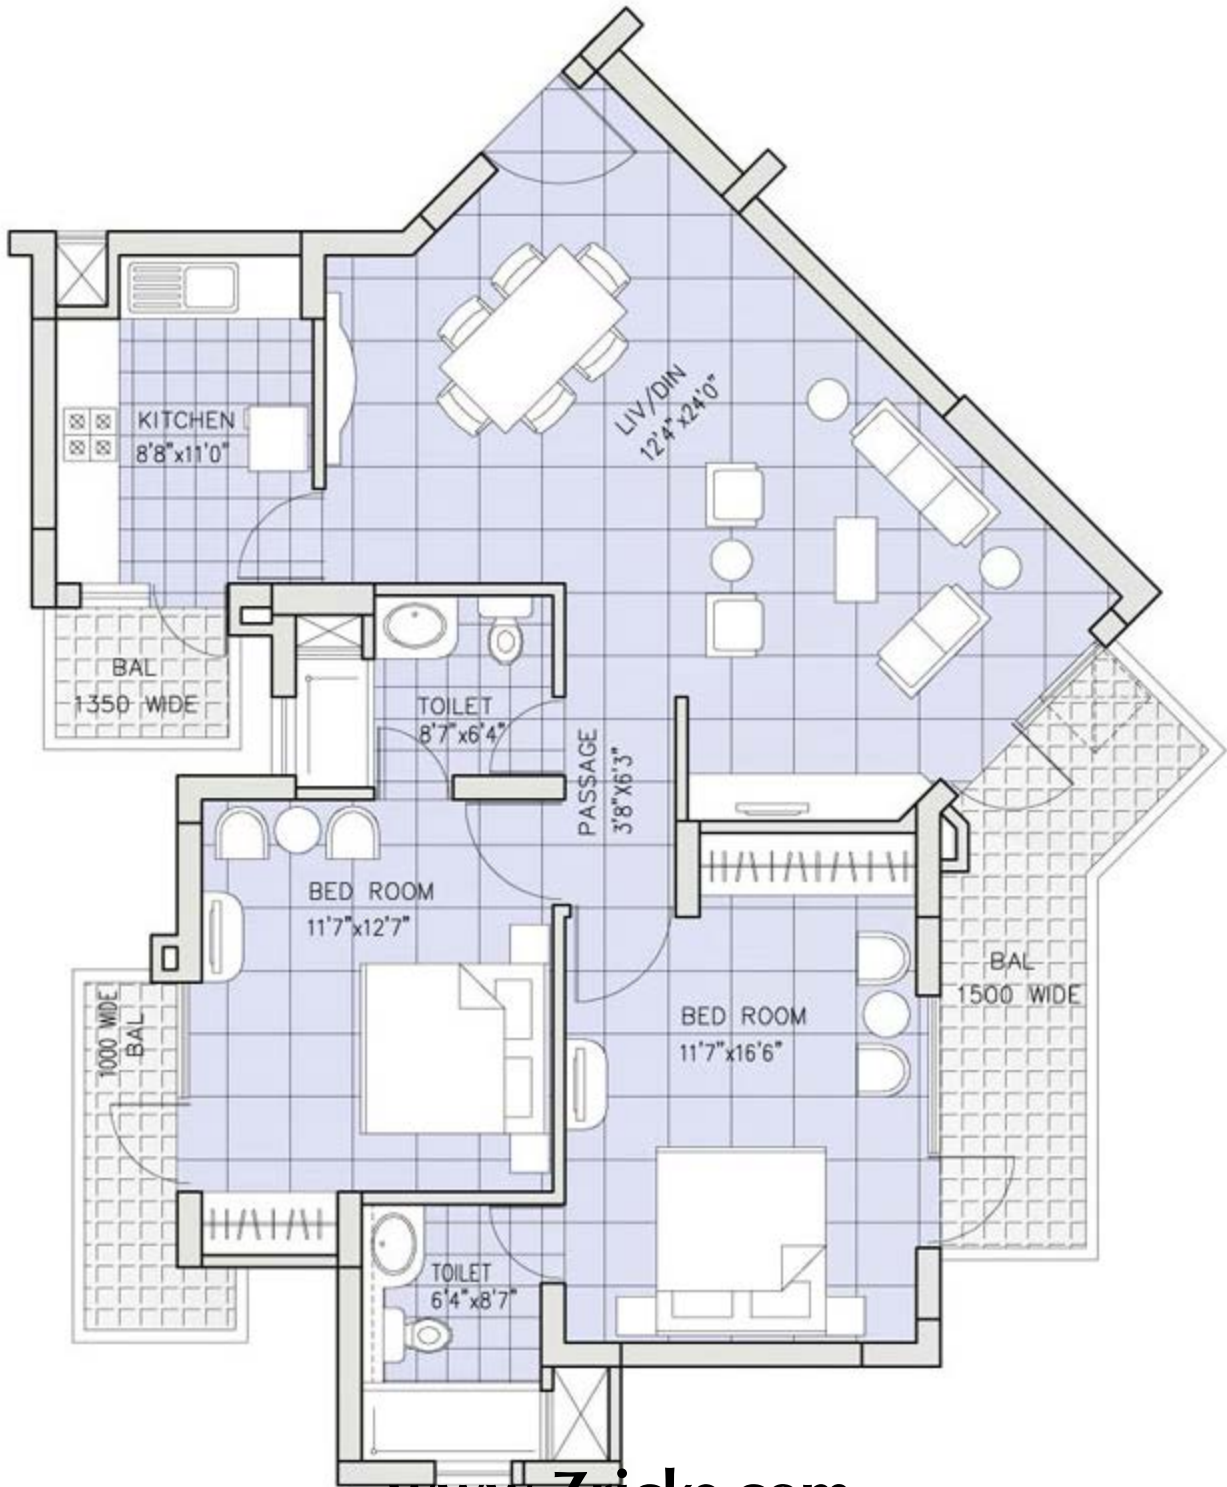 LIV/DIN
12'4"x24'0"
KITCHEN
8'8"x11'0"
BAL
1350 WIDE
TOILET
8'7"x6'4"
PASSAGE
3'8"X6'3"
BED ROOM
11'7"x12'7"
1000 WIDE
BAL
BED ROOM
11'7"x16'6"
BAL
1500 WIDE
TOILET
6'4"x8'7"